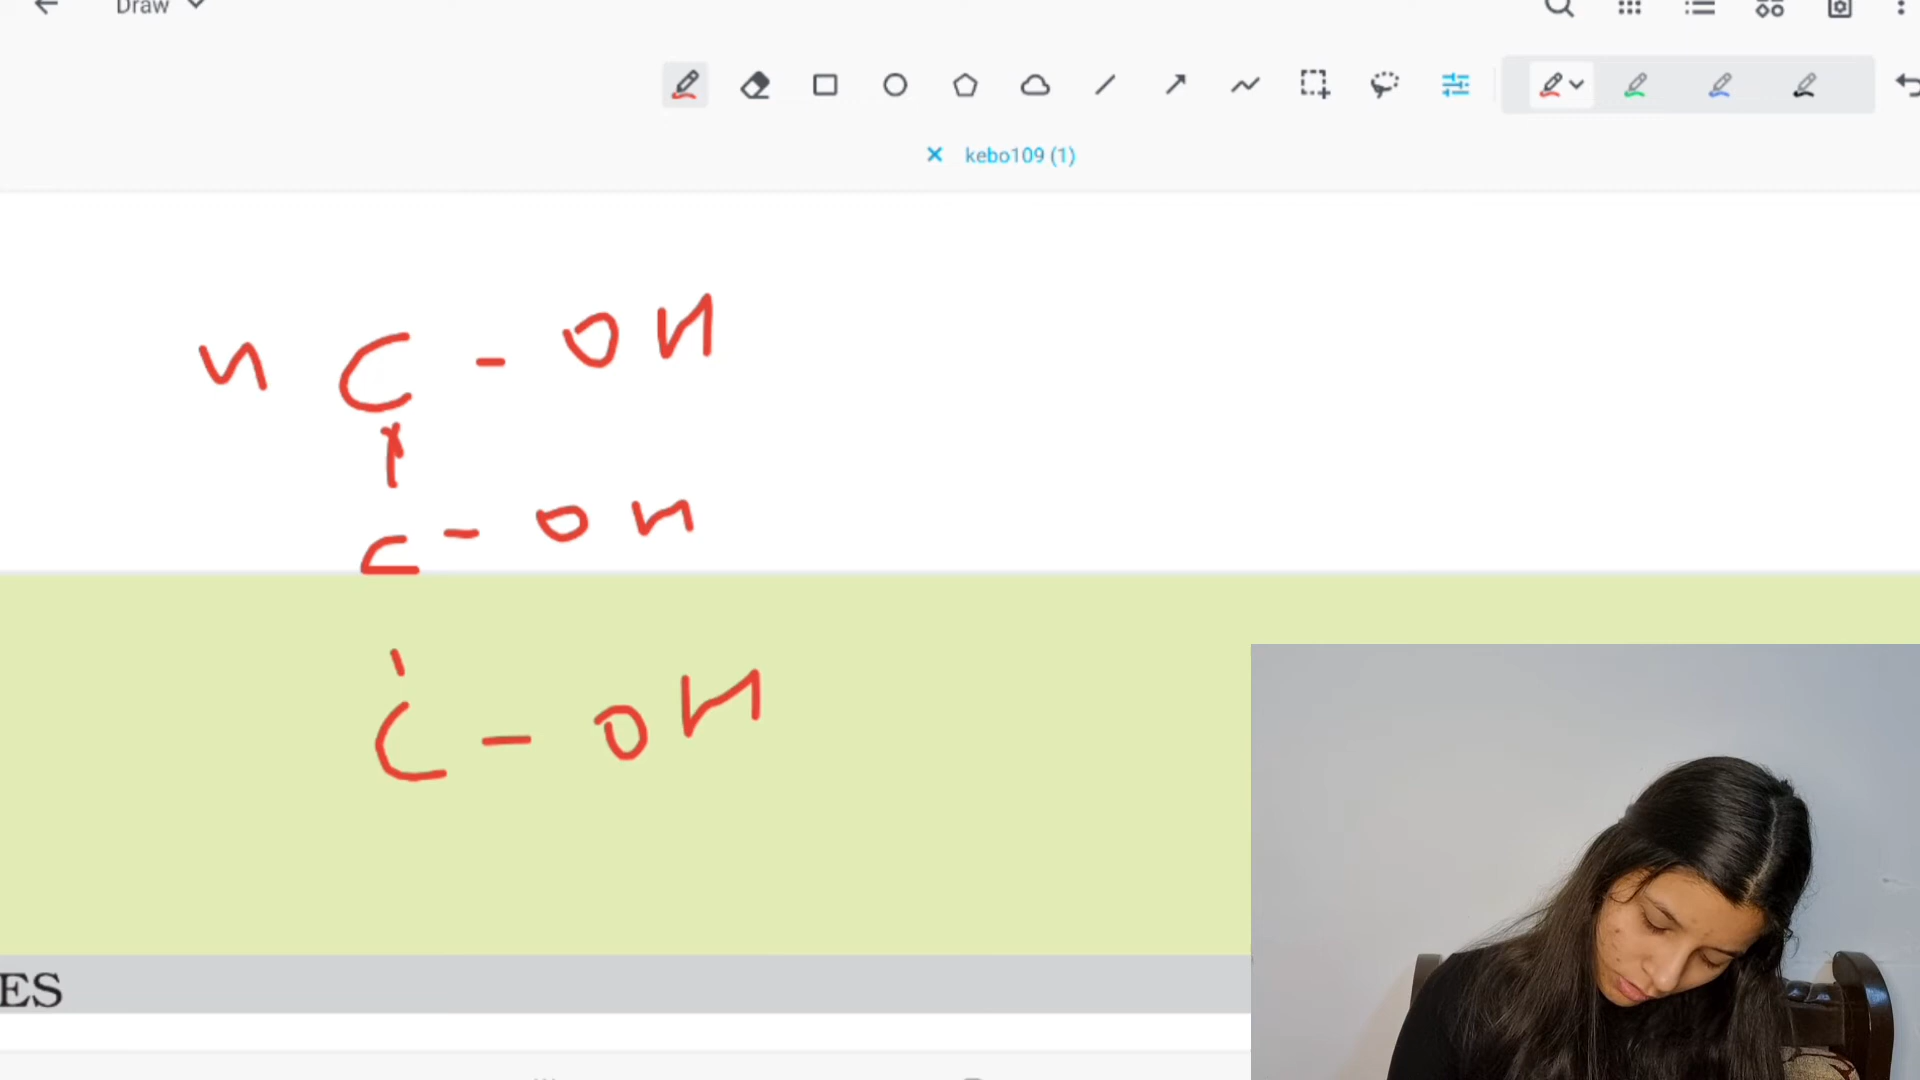 Draw
kebo109 (1)
H C - OH
C - OH
C - OH
ES